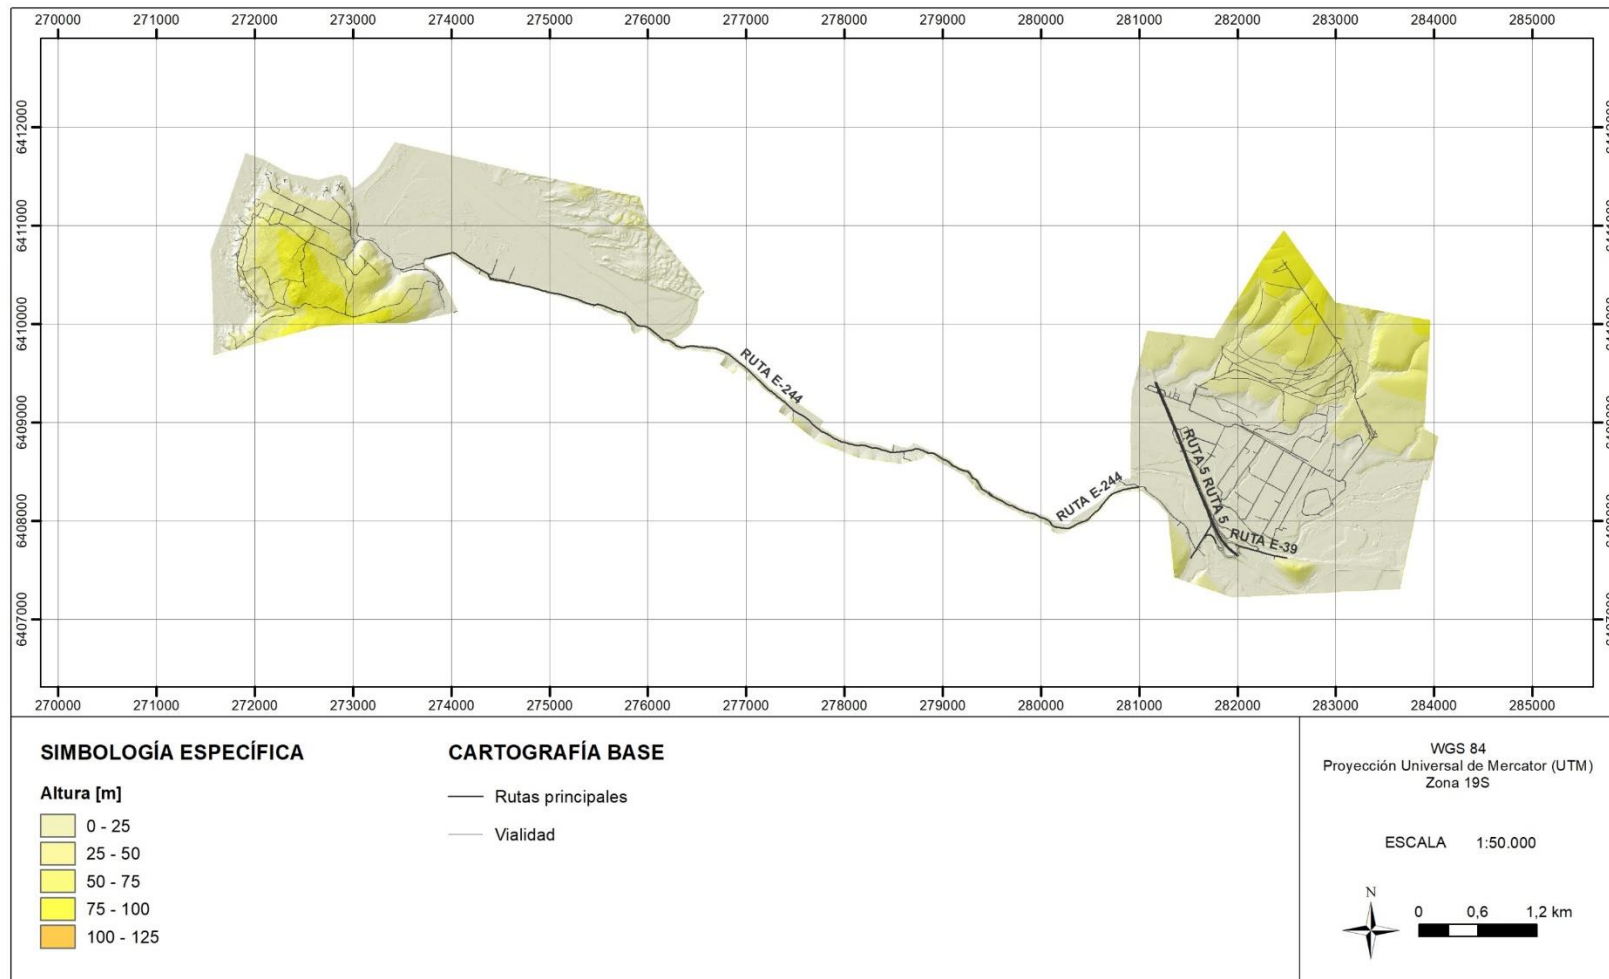 270000 271000 272000 273000 274000 275000 276000 277000 278000 279000 280000 281000 282000 283000 284000 285000
6412000
6411000
6410000
6409000
6408000
6407000
RUTA E-244
RUTA E-244
RUTA 5
RUTA 5
RUTA E-39
270000 271000 272000 273000 274000 275000 276000 277000 278000 279000 280000 281000 282000 283000 284000 285000
SIMBOLOGÍA ESPECÍFICA
Altura [m]
0 - 25
25 - 50
50 - 75
75 - 100
100 - 125
CARTOGRAFÍA BASE
Rutas principales
Vialidad
WGS 84
Proyección Universal de Mercator (UTM)
Zona 19S
ESCALA 1:50.000
N
0 0,6 1,2 km